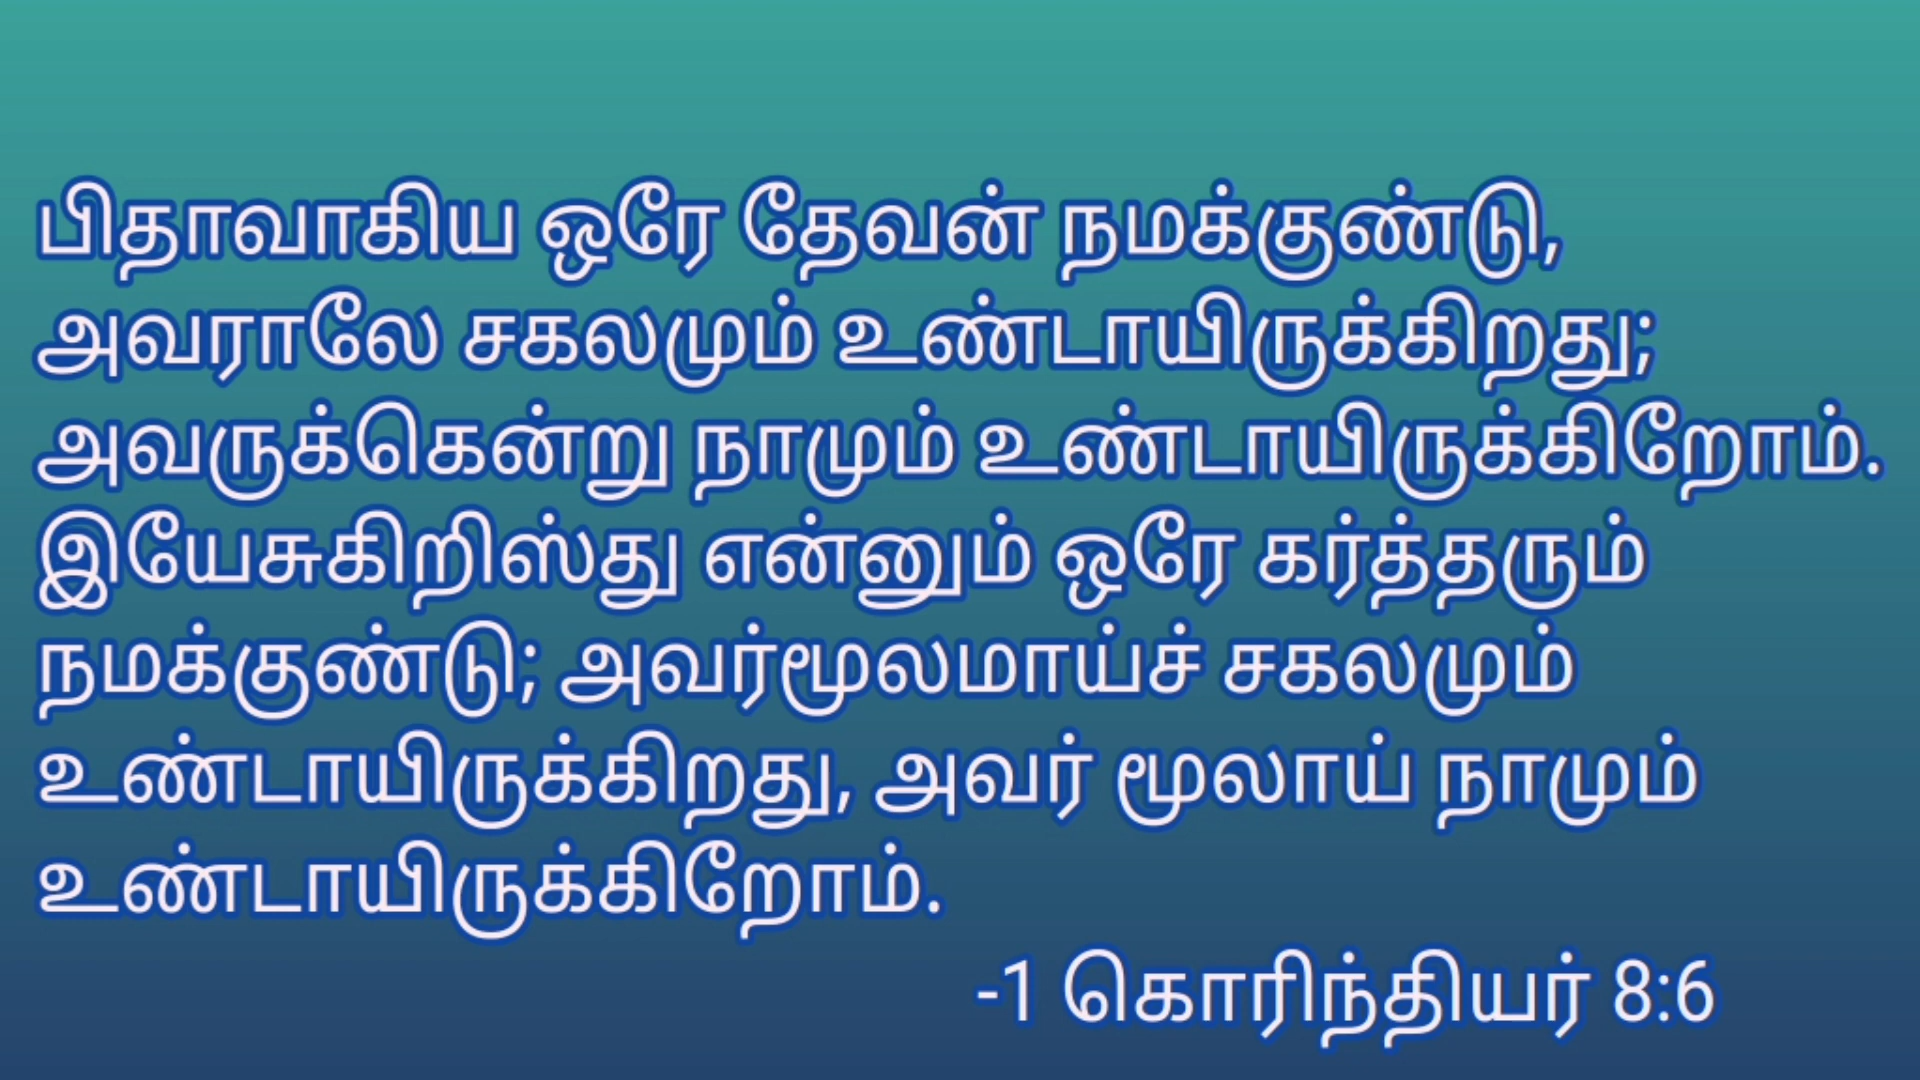 பிதாவாகிய ஒரே தேவன் நமக்குண்டு,
அவராலே சகலமும் உண்டாயிருக்கிறது;
அவருக்கென்று நாமும் உண்டாயிருக்கிறோம்.
இயேசுகிறிஸ்து என்னும் ஒரே கர்த்தரும்
நமக்குண்டு; அவர்மூலமாய்ச் சகலமும்
உண்டாயிருக்கிறது, அவர் மூலாய் நாமும்
உண்டாயிருக்கிறோம்.
-1 கொரிந்தியர் 8:6